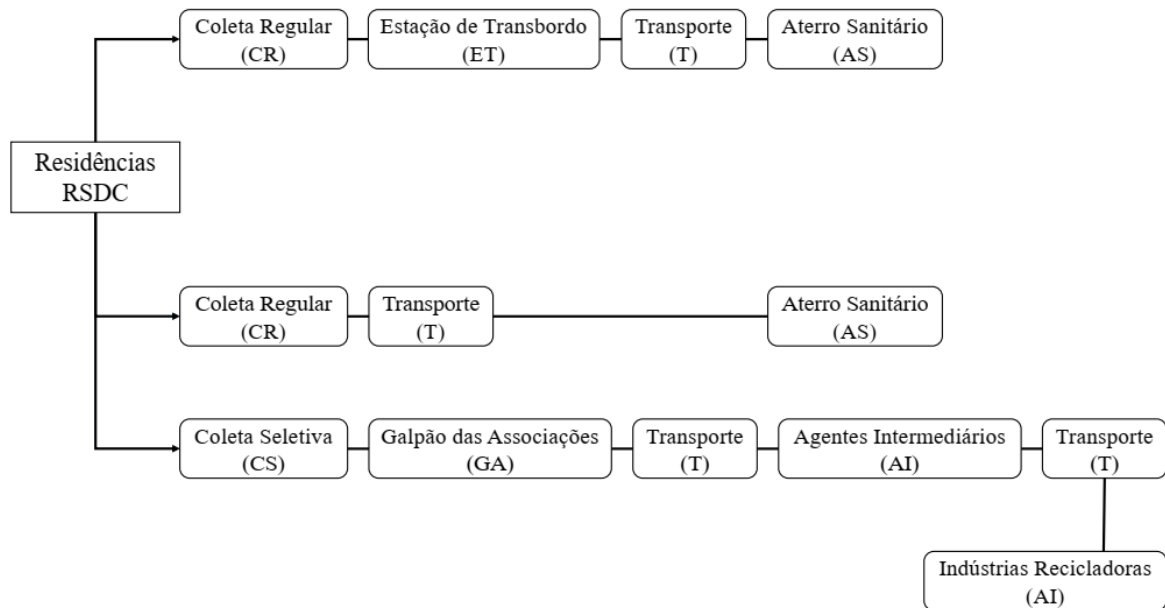 Coleta Regular
(CR)
Estação de Transbordo
(ET)
Transporte
(T)
Aterro Sanitário
(AS)
Residências
RSDC
Coleta Regular
(CR)
Transporte
(T)
Aterro Sanitário
(AS)
Coleta Seletiva
(CS)
Galpão das Associações
(GA)
Transporte
(T)
Agentes Intermediários
(AI)
Transporte
(T)
Indústrias Recicladoras
(AI)